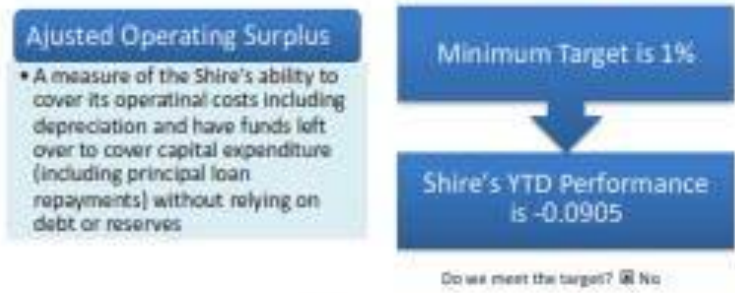 Ajusted Operating Surplus
• A measure of the Shire's ability to
cover its operatinal costs including
depreciation and have funds left
over to cover capital expenditure
(including principal loan
repayments) without relying on
debt or reserves
Minimum Target is 1%
Shire's YTD Performance
is -0.0905
Do we meet the target? ☒ No